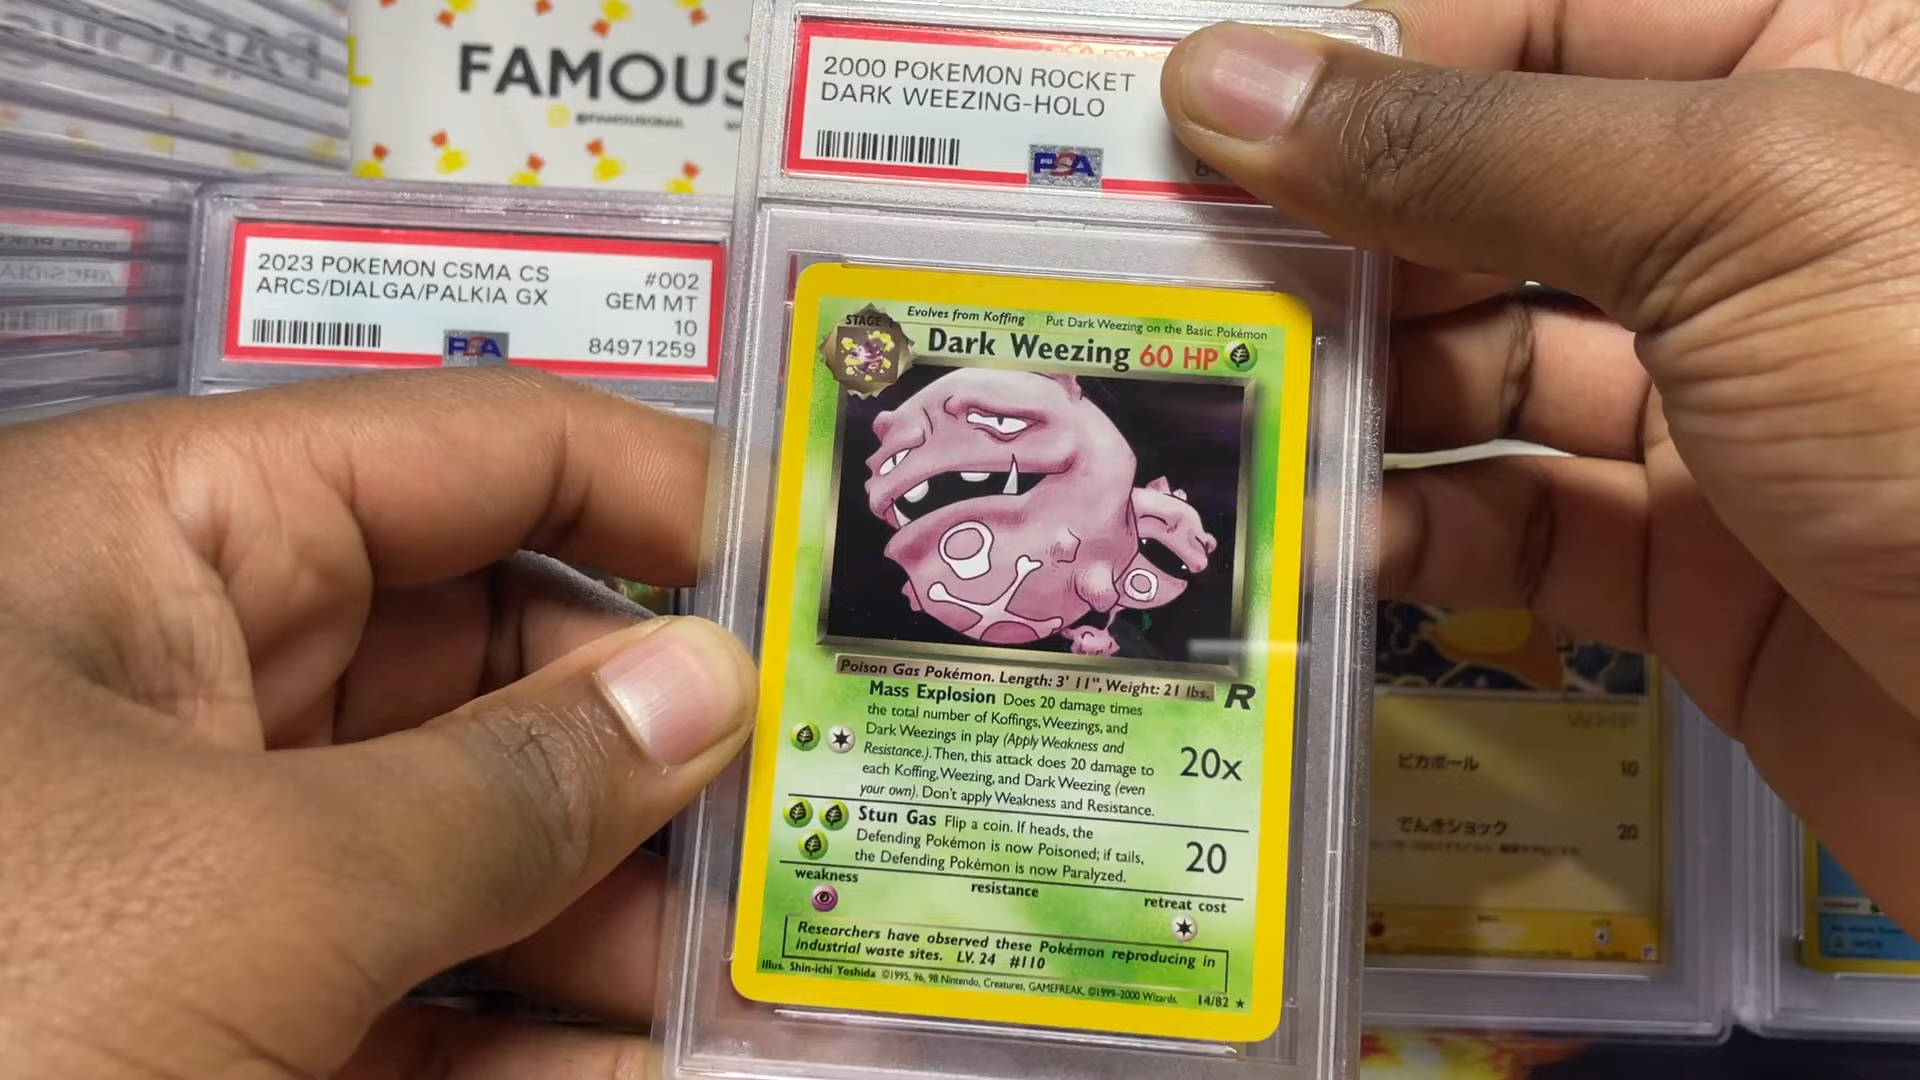 FAMOUS
@FAMOUSGRAIL
2023 POKEMON CSMA CS #002
ARCS/DIALGA/PALKIA GX GEM MT
10
PSA 84971259
2000 POKEMON ROCKET
DARK WEEZING-HOLO
PSA
STAGE 1
Evolves from Koffing Put Dark Weezing on the Basic Pokémon
Dark Weezing 60 HP
Poison Gas Pokémon. Length: 3' 11", Weight: 21 lbs.
R
Mass Explosion Does 20 damage times
the total number of Koffings, Weezings, and
Dark Weezings in play (Apply Weakness and
Resistance.). Then, this attack does 20 damage to
each Koffing, Weezing, and Dark Weezing (even
your own). Don't apply Weakness and Resistance.
20x
Stun Gas Flip a coin. If heads, the
Defending Pokémon is now Poisoned; if tails,
the Defending Pokémon is now Paralyzed.
20
weakness
resistance
retreat cost
Researchers have observed these Pokémon reproducing in
industrial waste sites. LV. 24 #110
Illus. Shin-ichi Yoshida ©1995, 96, 98 Nintendo, Creatures, GAMEFREAK. ©1999-2000 Wizards. 14/82
ピカボール 10
でんきショック 20